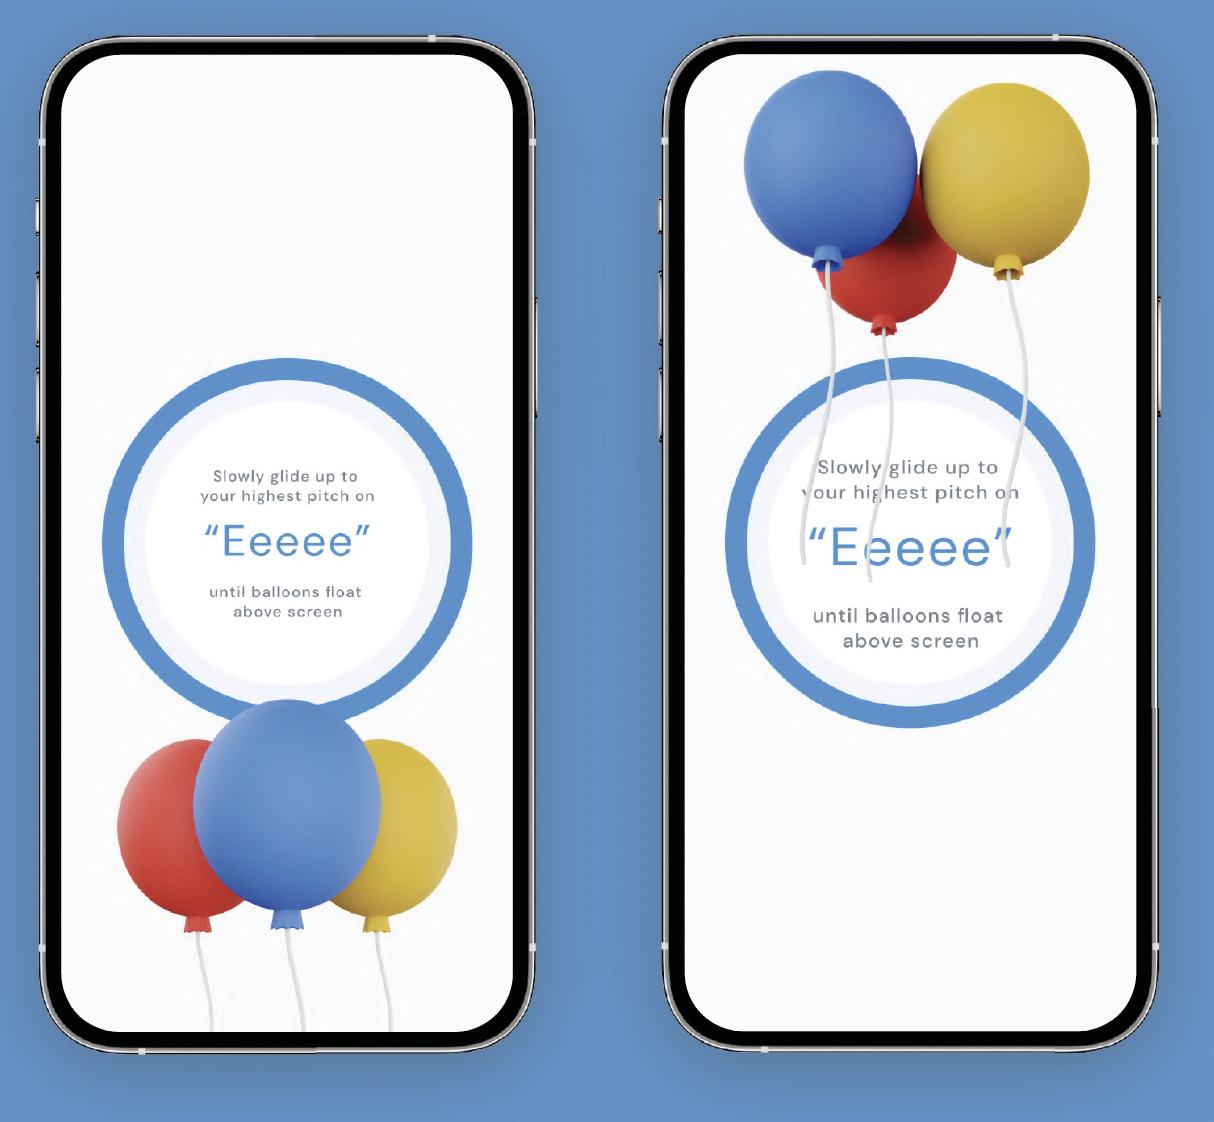 Slowly glide up to
your highest pitch on
“Eeeee”
until balloons float
above screen
Slowly glide up to
your highest pitch on
“Eeeee”
until balloons float
above screen